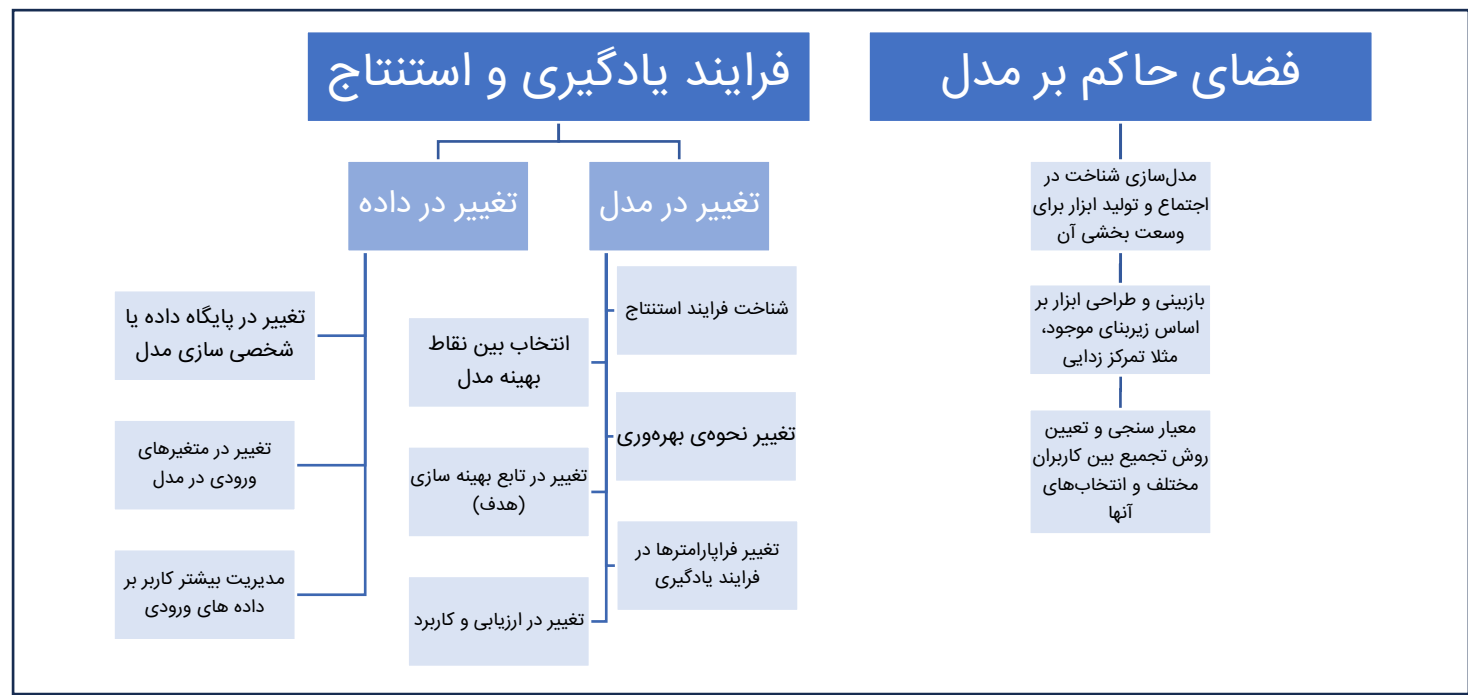 فضای حاکم بر مدل
مدل‌سازی شناخت در
اجتماع و تولید ابزار برای
وسعت بخشی آن
بازبینی و طراحی ابزار بر
اساس زیربنای موجود،
مثلا تمرکز زدایی
معیار سنجی و تعیین
روش تجمیع بین کاربران
مختلف و انتخاب‌های
آنها
فرایند یادگیری و استنتاج
تغییر در مدل
شناخت فرایند استنتاج
انتخاب بین نقاط
بهینه مدل
تغییر نحوه‌ی بهره‌وری
تغییر در تابع بهینه سازی
(هدف)
تغییر فراپارامترها در
فرایند یادگیری
تغییر در ارزیابی و کاربرد
تغییر در داده
تغییر در پایگاه داده یا
شخصی سازی مدل
تغییر در متغیرهای
ورودی در مدل
مدیریت بیشتر کاربر بر
داده های ورودی